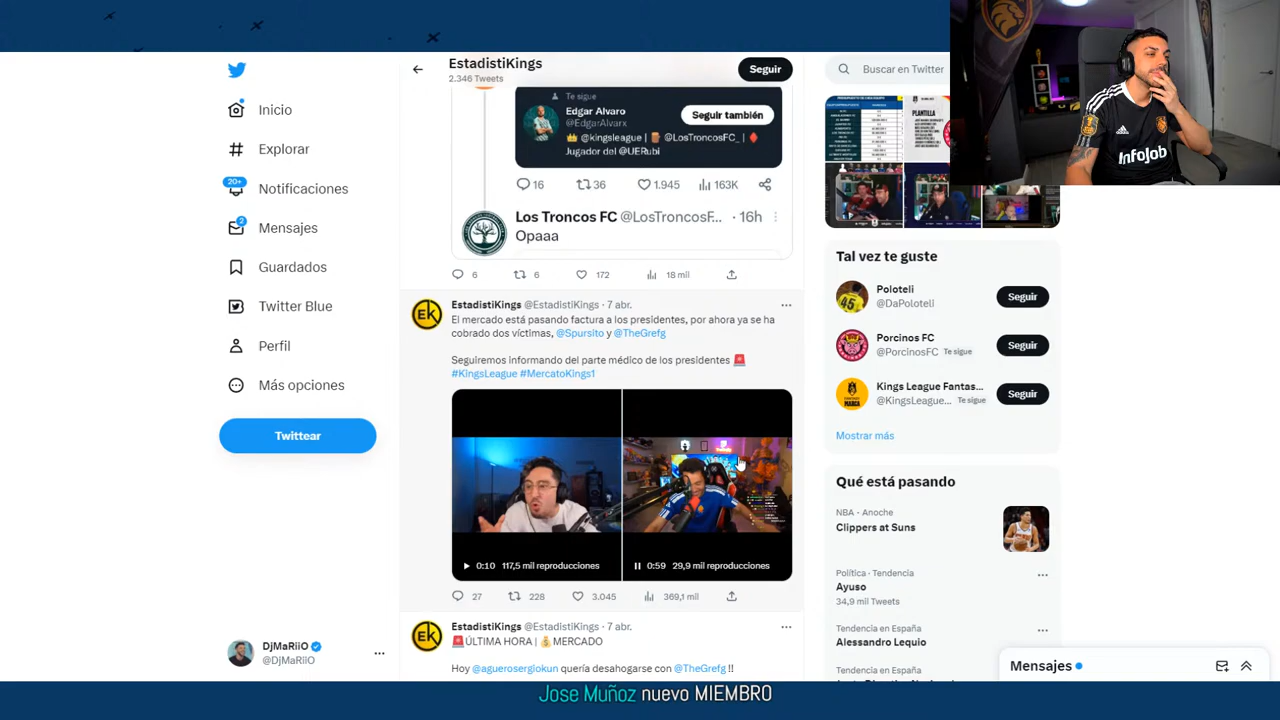 Inicio
Explorar
20+
Notificaciones
2
Mensajes
Guardados
Twitter Blue
Perfil
Más opciones
Twittear
DjMaRiiO
@DjMaRiiO
EstadistiKings
2.346 Tweets
Seguir
Te sigue
Edgar Alvaro
@EdgarAlvarx
Seguir también
👑 @kingsleague | 🪵 @LosTroncosFC_ | ♦️
Jugador del @UERubi
16 36 1.945 163K
Los Troncos FC @LosTroncosF... · 16h
Opaaa
6 6 172 18 mil
EstadistiKings @EstadistiKings · 7 abr.
El mercado está pasando factura a los presidentes, por ahora ya se ha
cobrado dos víctimas, @Spursito y @TheGrefg
Seguiremos informando del parte médico de los presidentes 🚨
#KingsLeague #MercatoKings1
0:10 117,5 mil reproducciones
0:59 29,9 mil reproducciones
27 228 3.045 369,1 mil
EstadistiKings @EstadistiKings · 7 abr.
🚨ÚLTIMA HORA | 💰MERCADO
Hoy @aguerosergiokun quería desahogarse con @TheGrefg !!
Buscar en Twitter
PLANTILLA
Tal vez te guste
Poloteli
@DaPoloteli
Seguir
Porcinos FC
@PorcinosFC Te sigue
Seguir
Kings League Fantas...
@KingsLeague... Te sigue
Seguir
Mostrar más
Qué está pasando
NBA · Anoche
Clippers at Suns
Política · Tendencia
Ayuso
34,9 mil Tweets
Tendencia en España
Alessandro Lequio
Tendencia en España
Mensajes
InfoJob
adidas
Jose Muñoz nuevo MIEMBRO